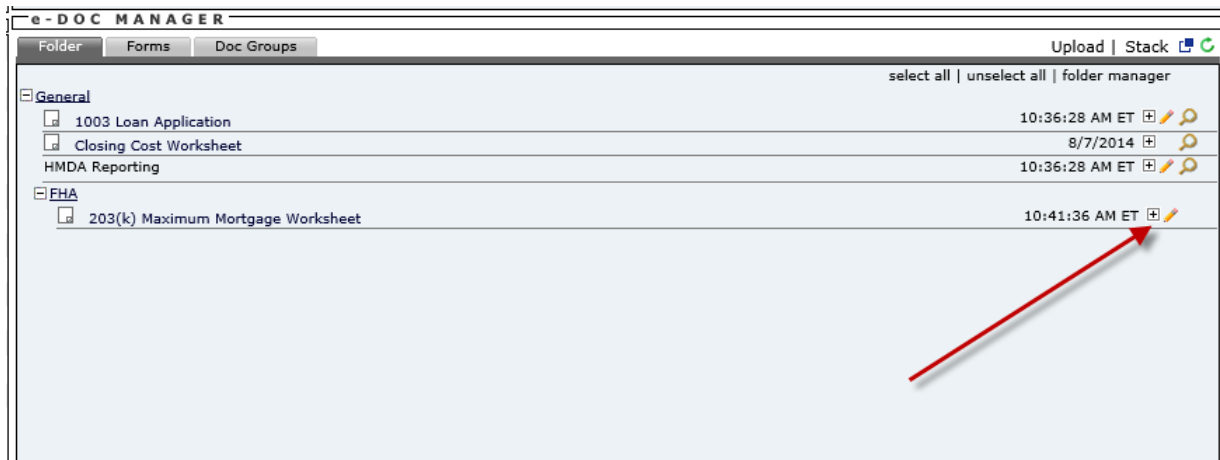 e-DOC MANAGER
Folder Forms Doc Groups Upload | Stack
select all | unselect all | folder manager
General
1003 Loan Application 10:36:28 AM ET
Closing Cost Worksheet 8/7/2014
HMDA Reporting 10:36:28 AM ET
FHA
203(k) Maximum Mortgage Worksheet 10:41:36 AM ET